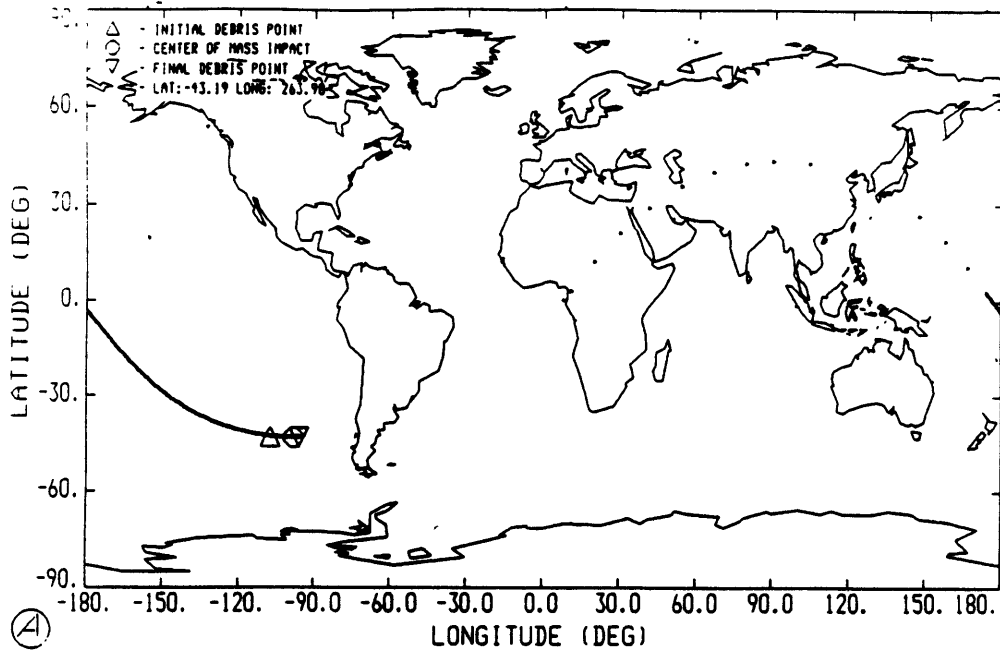 - INITIAL DEBRIS POINT
- CENTER OF MASS IMPACT
- FINAL DEBRIS POINT
- LAT:-43.19 LONG: 263.98
60.
30.
0.
-30.
-60.
-90.
LATITUDE (DEG)
-180. -150. -120. -90.0 -60.0 -30.0 0.0 30.0 60.0 90.0 120. 150. 180.
LONGITUDE (DEG)
A